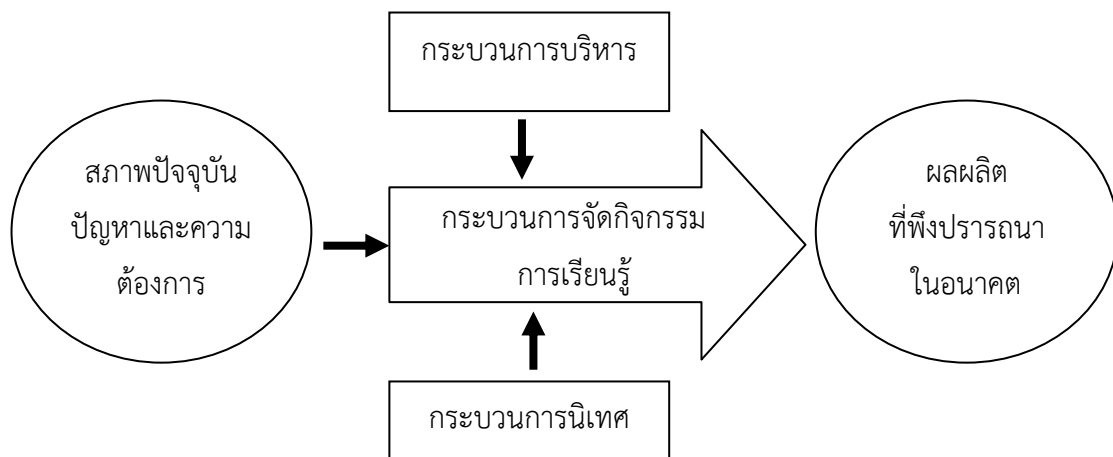 กระบวนการบริหาร
สภาพปัจจุบัน
ปัญหาและความ
ต้องการ
กระบวนการจัดกิจกรรม
การเรียนรู้
ผลผลิต
ที่พึงปรารถนา
ในอนาคต
กระบวนการนิเทศ